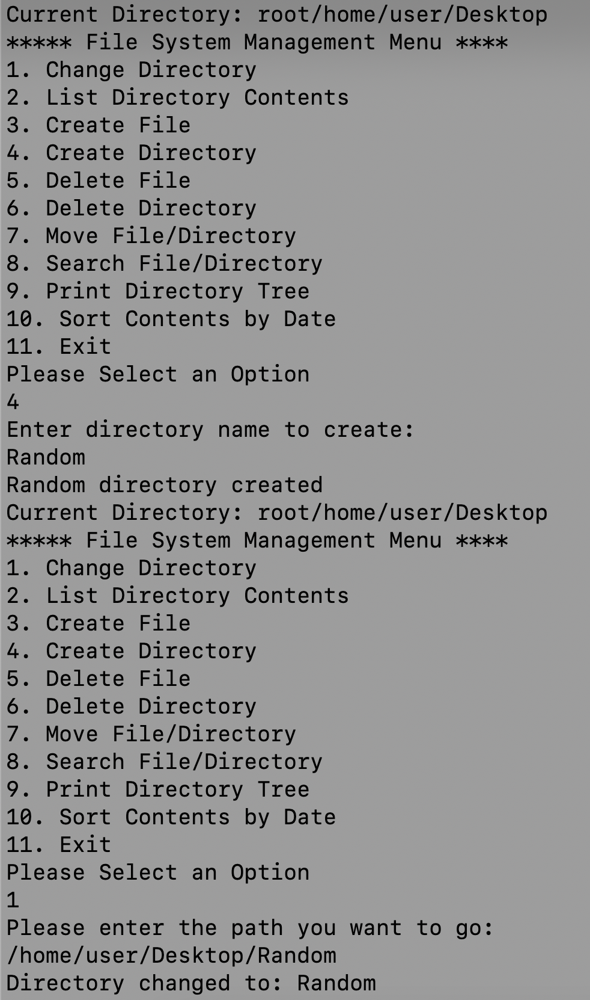 Current Directory: root/home/user/Desktop
***** File System Management Menu ****
1. Change Directory
2. List Directory Contents
3. Create File
4. Create Directory
5. Delete File
6. Delete Directory
7. Move File/Directory
8. Search File/Directory
9. Print Directory Tree
10. Sort Contents by Date
11. Exit
Please Select an Option
4
Enter directory name to create:
Random
Random directory created
Current Directory: root/home/user/Desktop
***** File System Management Menu ****
1. Change Directory
2. List Directory Contents
3. Create File
4. Create Directory
5. Delete File
6. Delete Directory
7. Move File/Directory
8. Search File/Directory
9. Print Directory Tree
10. Sort Contents by Date
11. Exit
Please Select an Option
1
Please enter the path you want to go:
/home/user/Desktop/Random
Directory changed to: Random